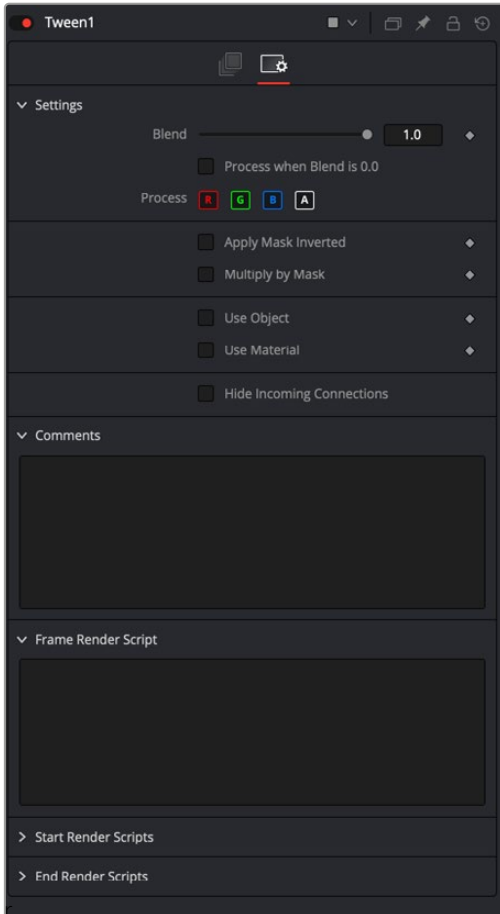 Tween1
Settings
Blend 1.0
Process when Blend is 0.0
Process R G B A
Apply Mask Inverted
Multiply by Mask
Use Object
Use Material
Hide Incoming Connections
Comments
Frame Render Script
Start Render Scripts
End Render Scripts